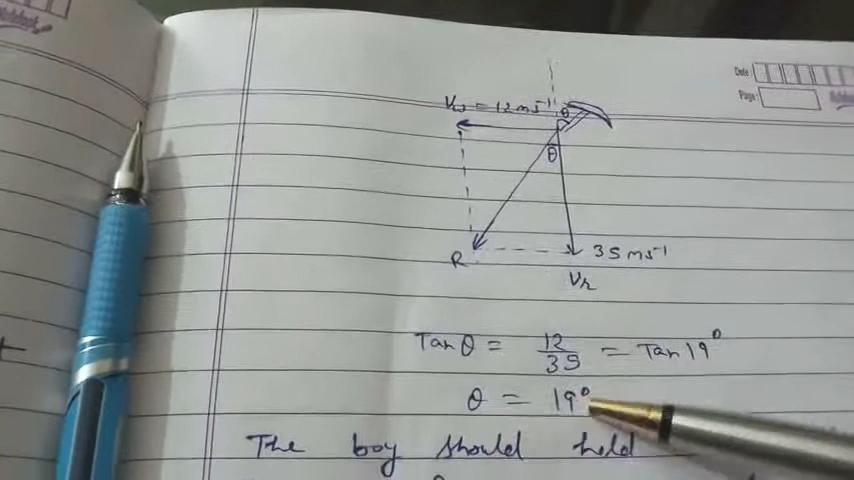 Date
Page:
Vw = 12 ms⁻¹
θ
θ
R
35 ms⁻¹
Vr
Tan θ = 12/35 = Tan 19°
θ = 19°
The boy should held